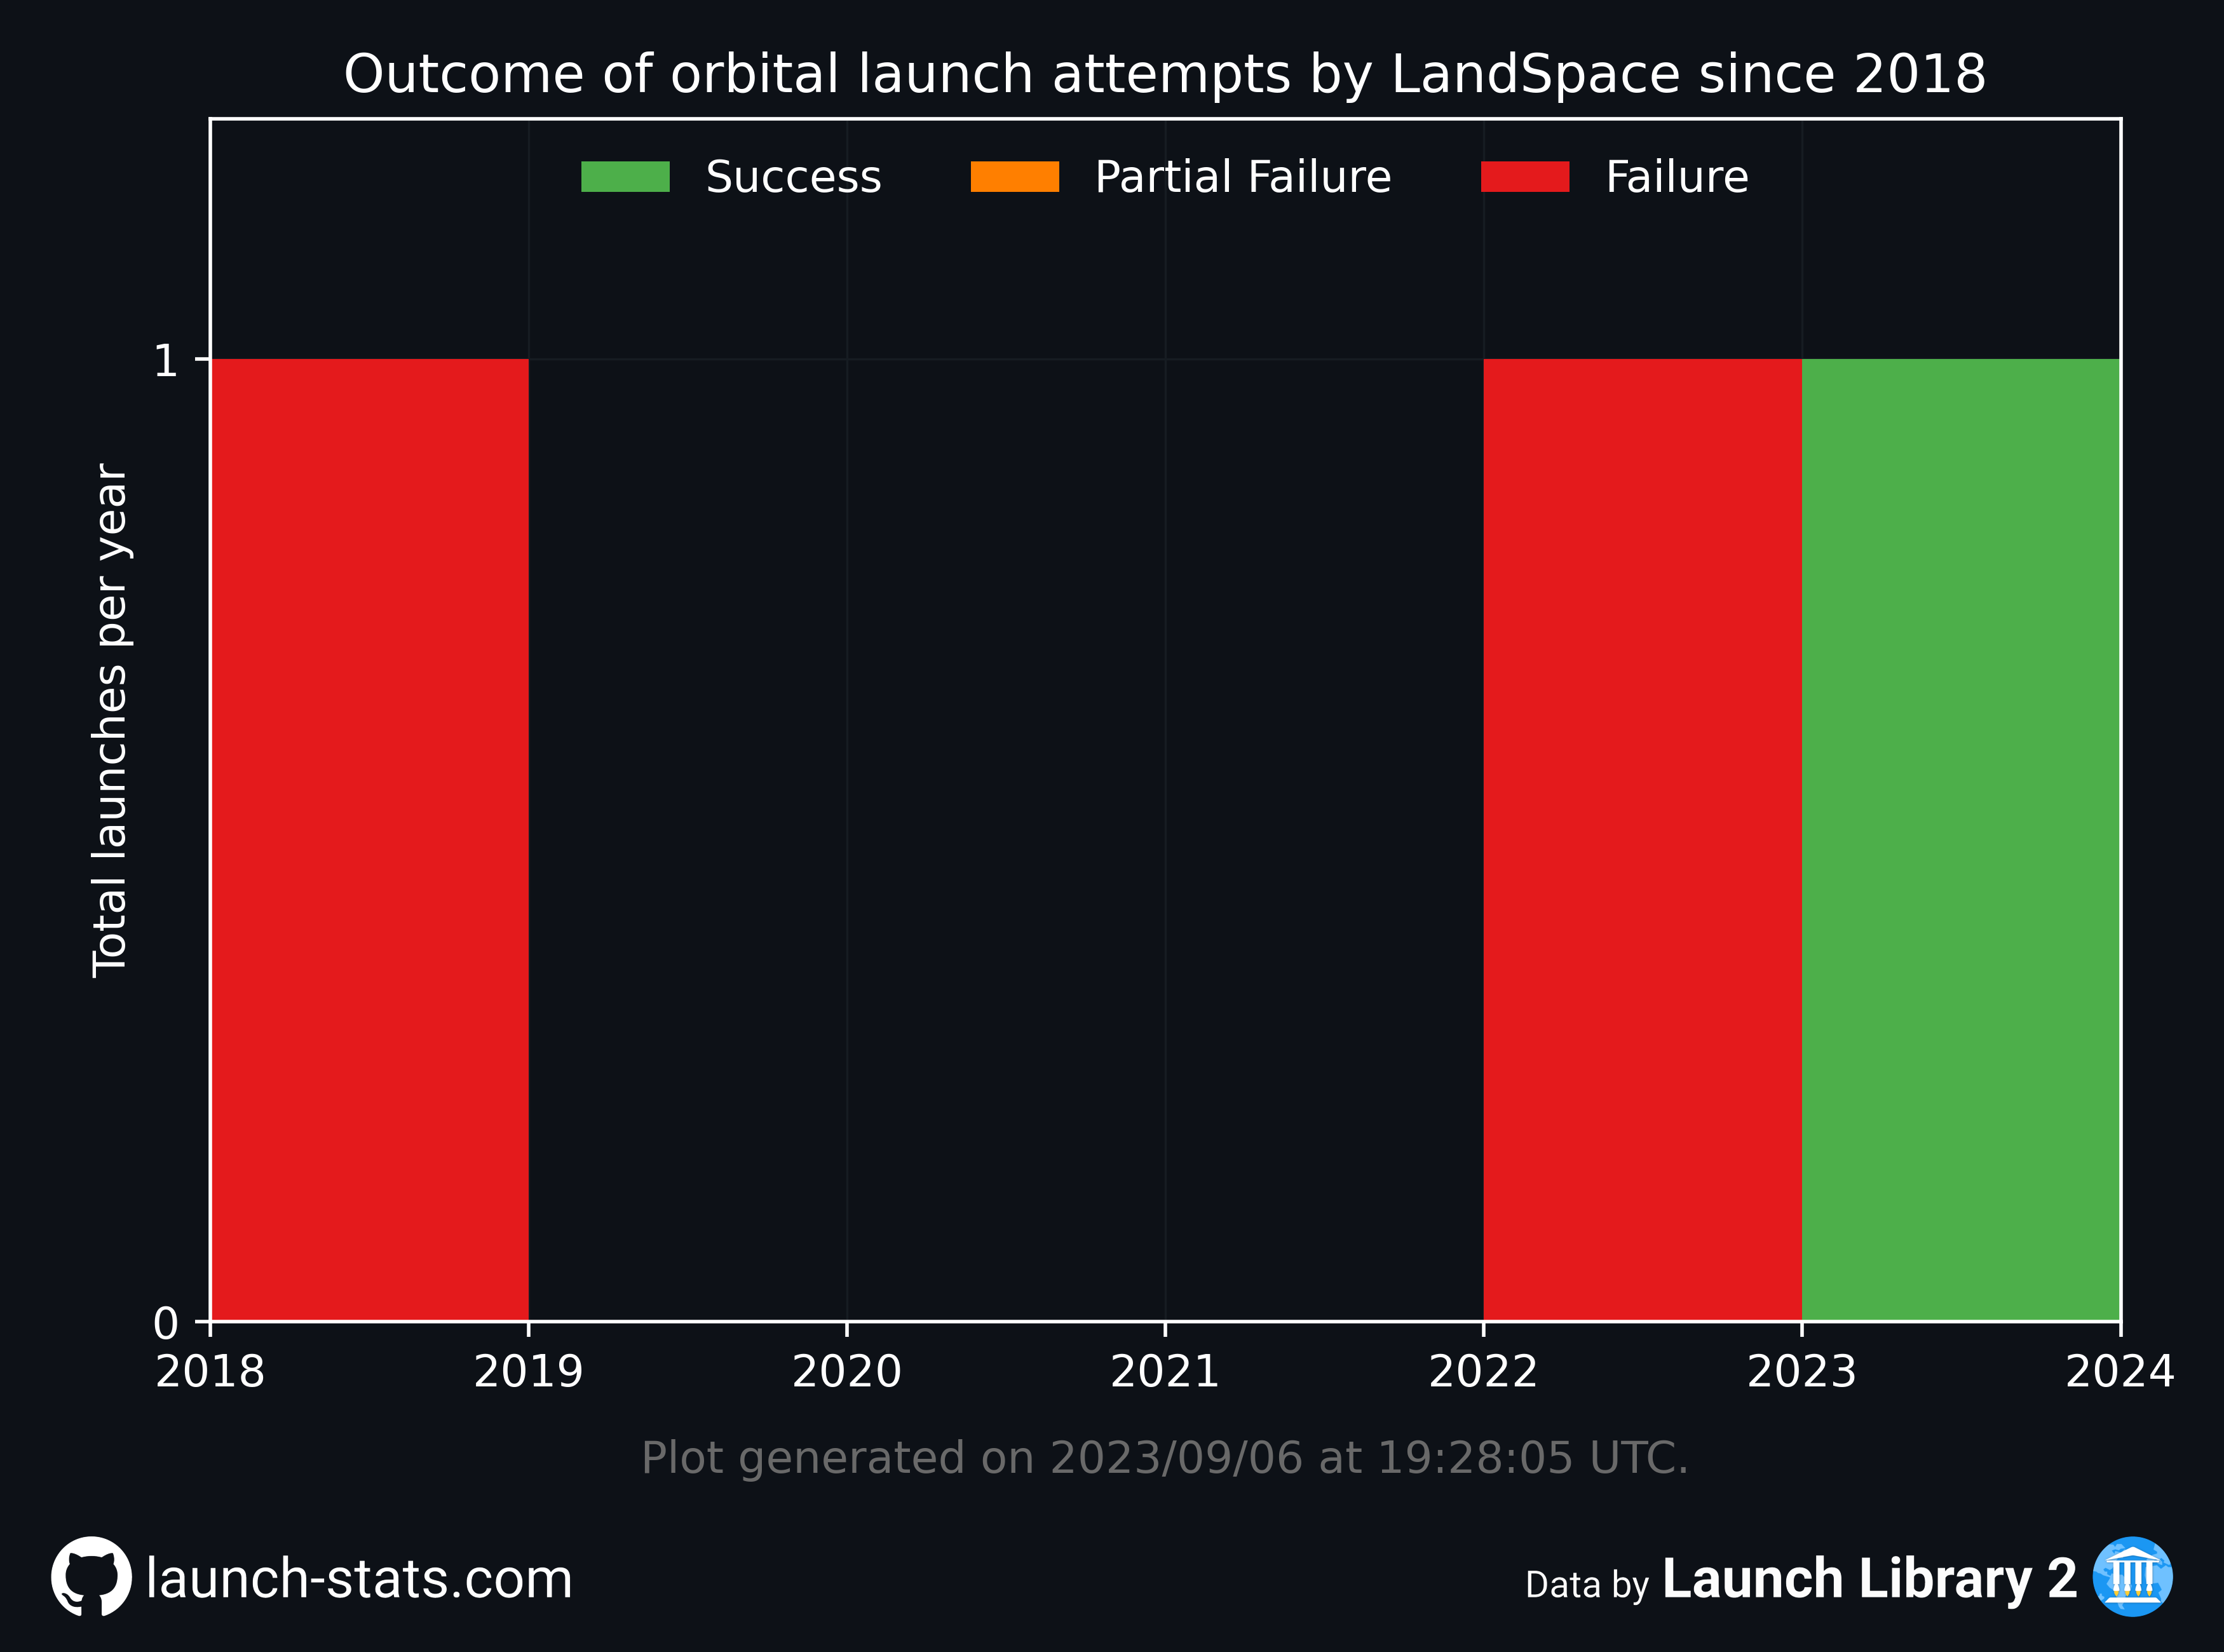 Outcome of orbital launch attempts by LandSpace since 2018
Success Partial Failure Failure
Total launches per year
1
0
2018 2019 2020 2021 2022 2023 2024
Plot generated on 2023/09/06 at 19:28:05 UTC.
launch-stats.com
Data by Launch Library 2